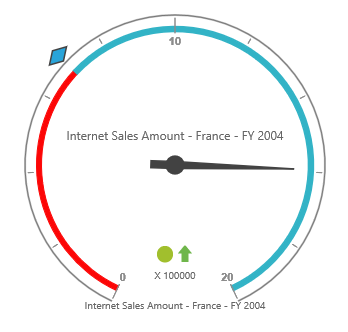 10
Internet Sales Amount - France - FY 2004
X 100000
0
20
Internet Sales Amount - France - FY 2004